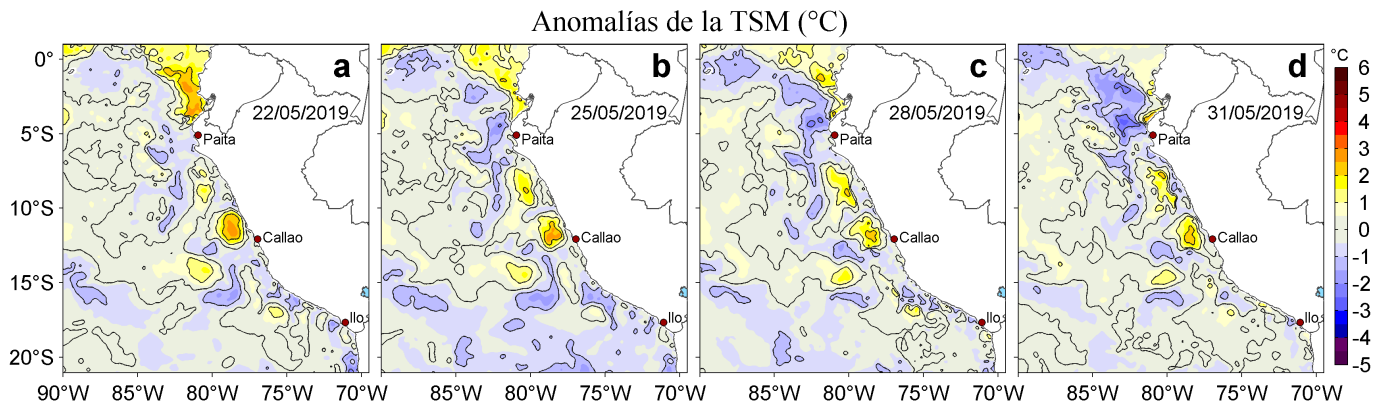 Anomalías de la TSM (°C)
a
22/05/2019
Paita
Callao
Ilo
b
25/05/2019
Paita
Callao
Ilo
c
28/05/2019
Paita
Callao
Ilo
d
31/05/2019
Paita
Callao
Ilo
0°
5°S
10°S
15°S
20°S
90°W 85°W 80°W 75°W 70°W
85°W 80°W 75°W 70°W
85°W 80°W 75°W 70°W
85°W 80°W 75°W 70°W
°C
6
5
4
3
2
1
0
-1
-2
-3
-4
-5